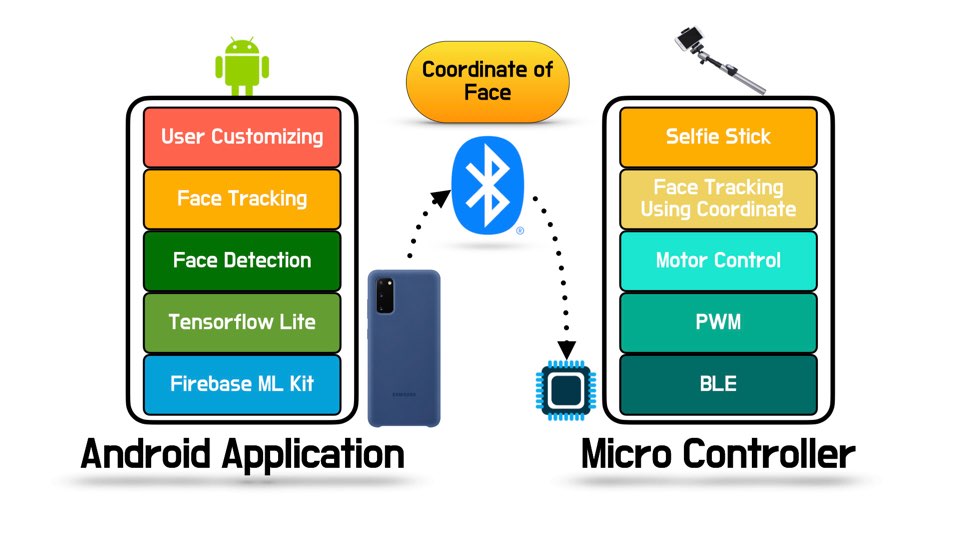 Coordinate of
Face
User Customizing
Face Tracking
Face Detection
Tensorflow Lite
Firebase ML Kit
Android Application
®
SAMSUNG
Selfie Stick
Face Tracking
Using Coordinate
Motor Control
PWM
BLE
Micro Controller